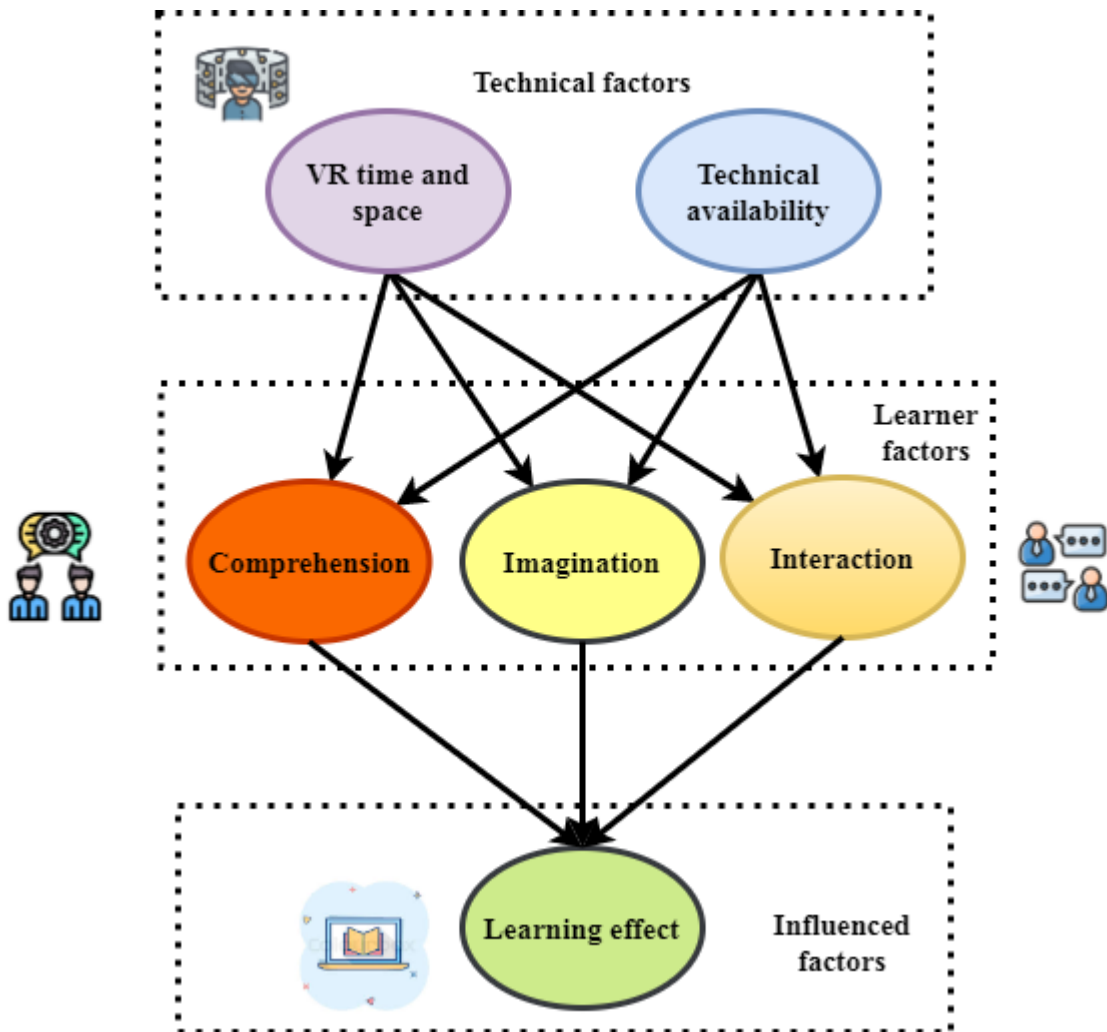 Technical factors
VR time and
space
Technical
availability
Learner
factors
Comprehension
Imagination
Interaction
Learning effect
Influenced
factors